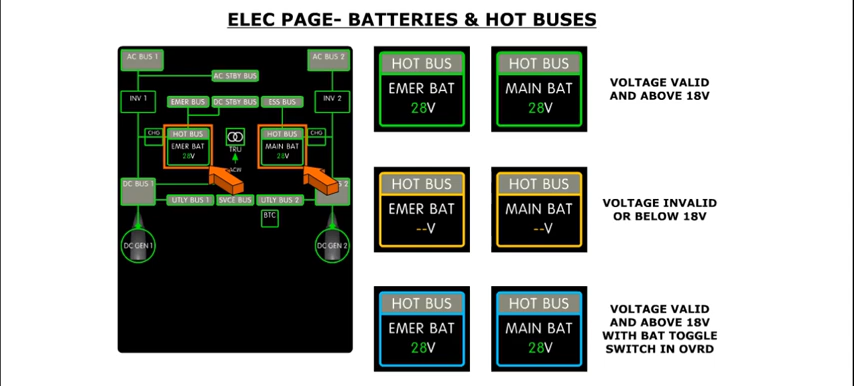 ELEC PAGE- BATTERIES & HOT BUSES
AC BUS 1
AC BUS 2
AC STBY BUS
INV 1
EMER BUS
DC STBY BUS
ESS BUS
INV 2
CHG
HOT BUS
EMER BAT
28V
TRU
HOT BUS
MAIN BAT
28V
CHG
ACW
DC BUS 1
2
UTLY BUS 1
SVCE BUS
UTLY BUS 2
BTC
DC GEN 1
DC GEN 2
HOT BUS
EMER BAT
28V
HOT BUS
MAIN BAT
28V
VOLTAGE VALID
AND ABOVE 18V
HOT BUS
EMER BAT
--V
HOT BUS
MAIN BAT
--V
VOLTAGE INVALID
OR BELOW 18V
HOT BUS
EMER BAT
28V
HOT BUS
MAIN BAT
28V
VOLTAGE VALID
AND ABOVE 18V
WITH BAT TOGGLE
SWITCH IN OVRD